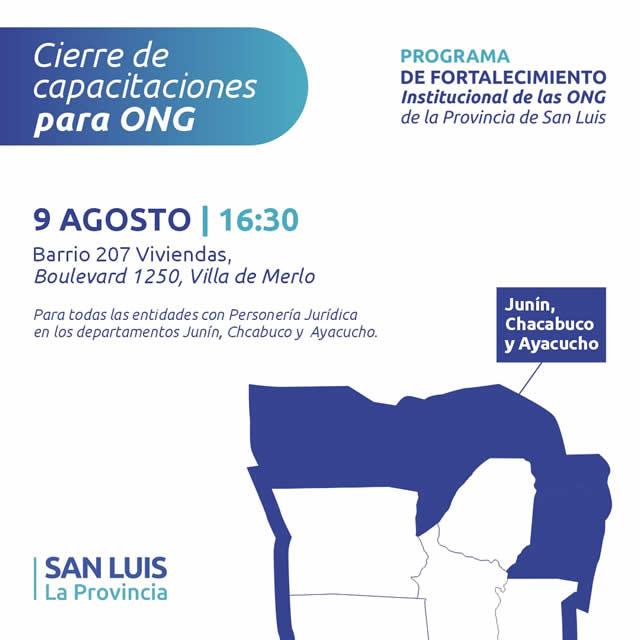 Cierre de
capacitaciones
para ONG
PROGRAMA
DE FORTALECIMIENTO
Institucional de las ONG
de la Provincia de San Luis
9 AGOSTO | 16:30
Barrio 207 Viviendas,
Boulevard 1250, Villa de Merlo
Para todas las entidades con Personería Jurídica
en los departamentos Junín, Chcabuco y Ayacucho.
Junín,
Chacabuco
y Ayacucho
SAN LUIS
La Provincia